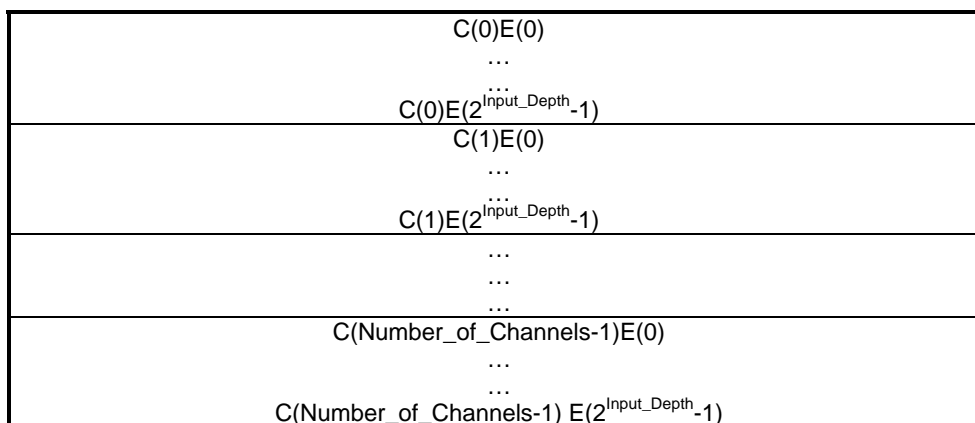 C(0)E(0)
…
…
C(0)E(2^Input_Depth-1)
C(1)E(0)
…
…
C(1)E(2^Input_Depth-1)
…
…
…
C(Number_of_Channels-1)E(0)
…
…
C(Number_of_Channels-1) E(2^Input_Depth-1)